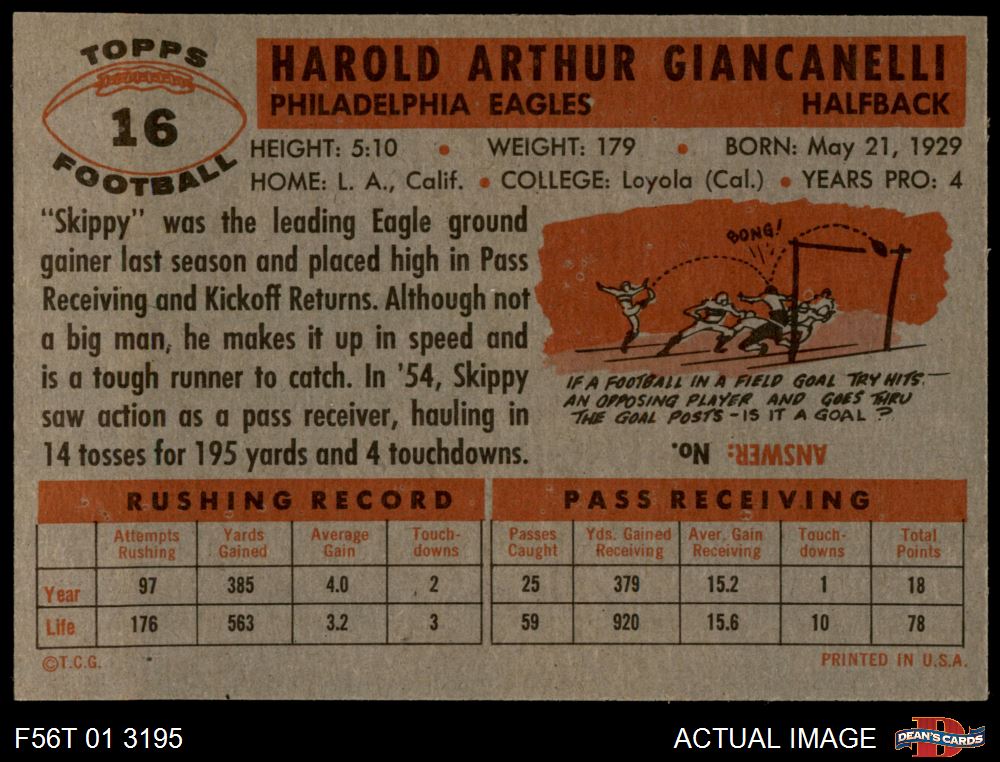 TOPPS
16
FOOTBALL
HAROLD ARTHUR GIANCANELLI
PHILADELPHIA EAGLES HALFBACK
HEIGHT: 5:10 • WEIGHT: 179 • BORN: May 21, 1929
HOME: L. A., Calif. • COLLEGE: Loyola (Cal.) • YEARS PRO: 4
"Skippy" was the leading Eagle ground
gainer last season and placed high in Pass
Receiving and Kickoff Returns. Although not
a big man, he makes it up in speed and
is a tough runner to catch. In '54, Skippy
saw action as a pass receiver, hauling in
14 tosses for 195 yards and 4 touchdowns.
BONG!
IF A FOOTBALL IN A FIELD GOAL TRY HITS
AN OPPOSING PLAYER AND GOES THRU
THE GOAL POSTS - IS IT A GOAL ?
ANSWER: No.
RUSHING RECORD
Attempts Rushing Yards Gained Average Gain Touch-downs
Year 97 385 4.0 2
Life 176 563 3.2 3
PASS RECEIVING
Passes Caught Yds. Gained Receiving Aver. Gain Receiving Touch-downs Total Points
25 379 15.2 1 18
59 920 15.6 10 78
©T.C.G. PRINTED IN U.S.A.
F56T 01 3195 ACTUAL IMAGE D DEAN'S CARDS